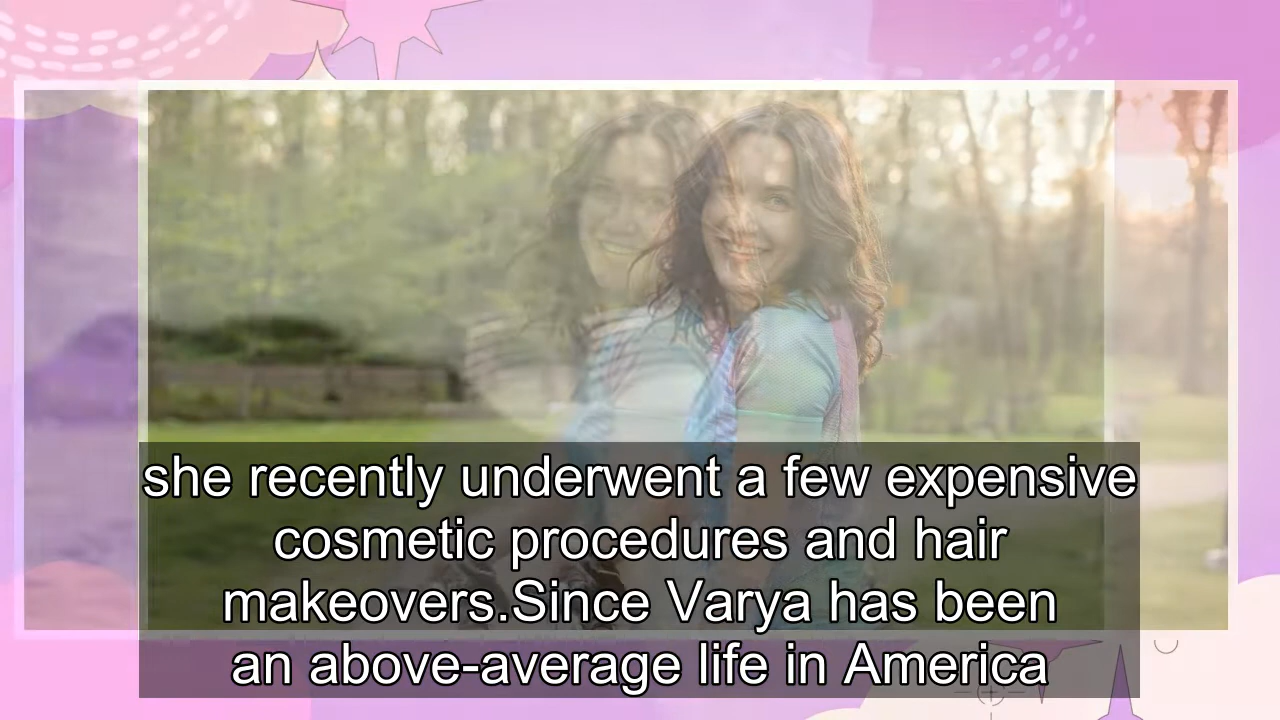 she recently underwent a few expensive
cosmetic procedures and hair
makeovers.Since Varya has been
an above-average life in America